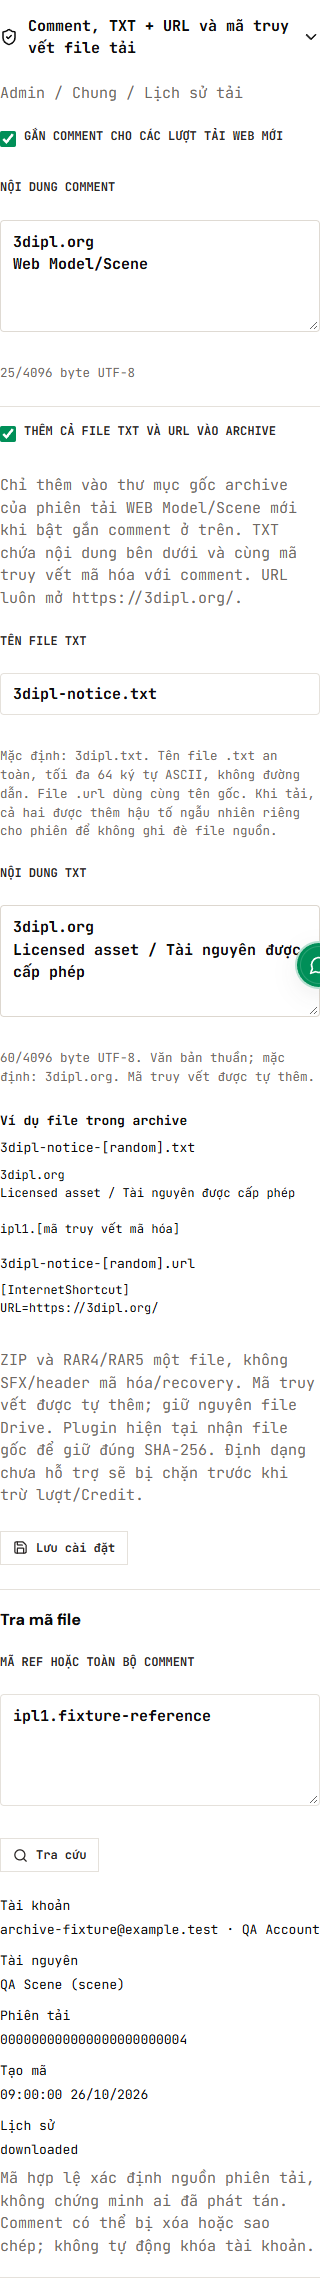 Comment, TXT + URL và mã truy
vết file tải
Admin / Chung / Lịch sử tải
GẮN COMMENT CHO CÁC LƯỢT TẢI WEB MỚI
NỘI DUNG COMMENT
3dipl.org
Web Model/Scene
25/4096 byte UTF-8
THÊM CẢ FILE TXT VÀ URL VÀO ARCHIVE
Chỉ thêm vào thư mục gốc archive
của phiên tải WEB Model/Scene mới
khi bật gắn comment ở trên. TXT
chứa nội dung bên dưới và cùng mã
truy vết mã hóa với comment. URL
luôn mở https://3dipl.org/.
TÊN FILE TXT
3dipl-notice.txt
Mặc định: 3dipl.txt. Tên file .txt an
toàn, tối đa 64 ký tự ASCII, không đường
dẫn. File .url dùng cùng tên gốc. Khi tải,
cả hai được thêm hậu tố ngẫu nhiên riêng
cho phiên để không ghi đè file nguồn.
NỘI DUNG TXT
3dipl.org
Licensed asset / Tài nguyên được
cấp phép
60/4096 byte UTF-8. Văn bản thuần; mặc
định: 3dipl.org. Mã truy vết được tự thêm.
Ví dụ file trong archive
3dipl-notice-[random].txt
3dipl.org
Licensed asset / Tài nguyên được cấp phép
ipl1.[mã truy vết mã hóa]
3dipl-notice-[random].url
[InternetShortcut]
URL=https://3dipl.org/
ZIP và RAR4/RAR5 một file, không
SFX/header mã hóa/recovery. Mã truy
vết được tự thêm; giữ nguyên file
Drive. Plugin hiện tại nhận file
gốc để giữ đúng SHA-256. Định dạng
chưa hỗ trợ sẽ bị chặn trước khi
trừ lượt/Credit.
Lưu cài đặt
Tra mã file
MÃ REF HOẶC TOÀN BỘ COMMENT
ipl1.fixture-reference
Tra cứu
Tài khoản
archive-fixture@example.test · QA Account
Tài nguyên
QA Scene (scene)
Phiên tải
000000000000000000000004
Tạo mã
09:00:00 26/10/2026
Lịch sử
downloaded
Mã hợp lệ xác định nguồn phiên tải,
không chứng minh ai đã phát tán.
Comment có thể bị xóa hoặc sao
chép; không tự động khóa tài khoản.